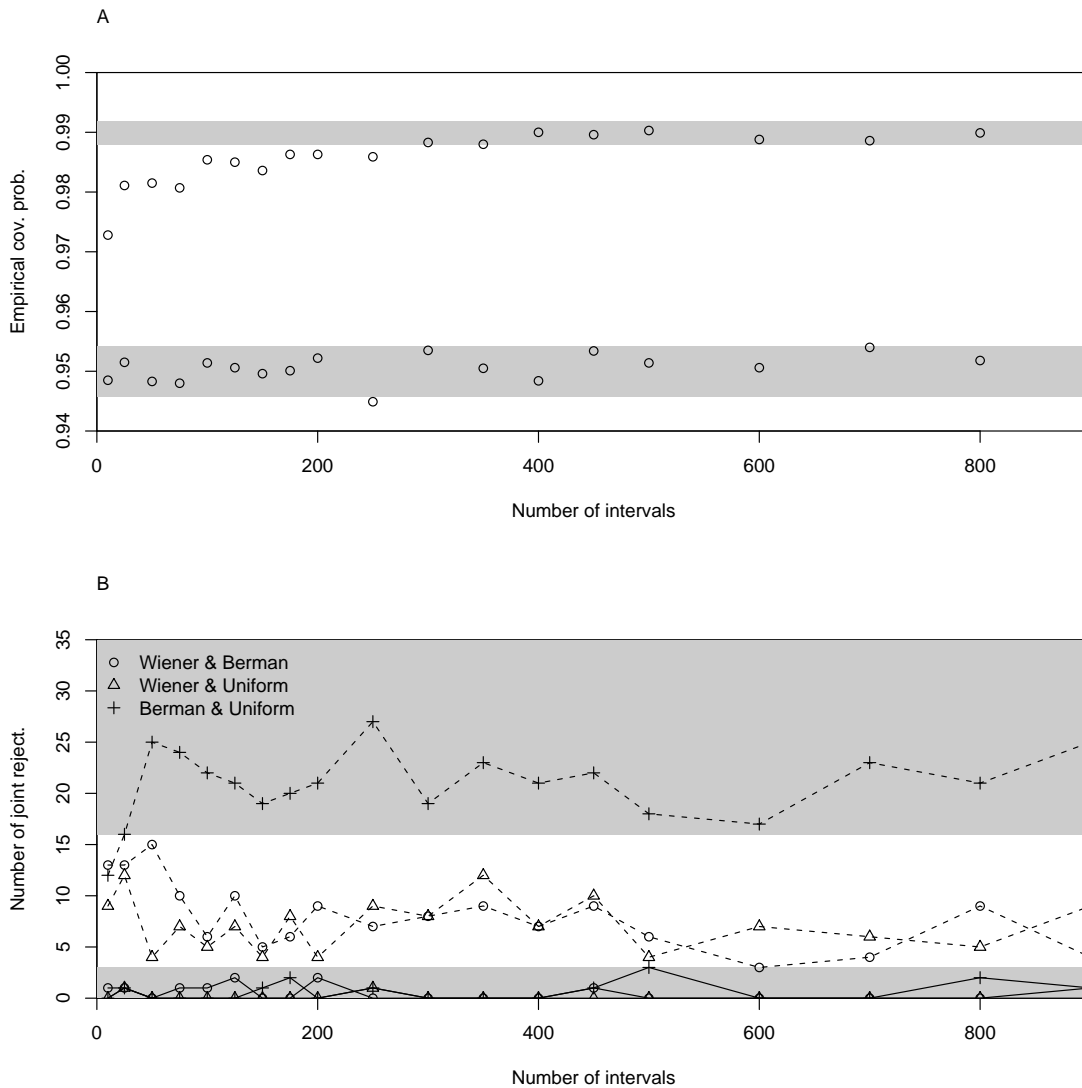 A
Empirical cov. prob.
1.00
0.99
0.98
0.97
0.96
0.95
0.94
0 200 400 600 800
Number of intervals
B
Number of joint reject.
35
30
25
20
15
10
5
0
Wiener & Berman
Wiener & Uniform
Berman & Uniform
0 200 400 600 800
Number of intervals